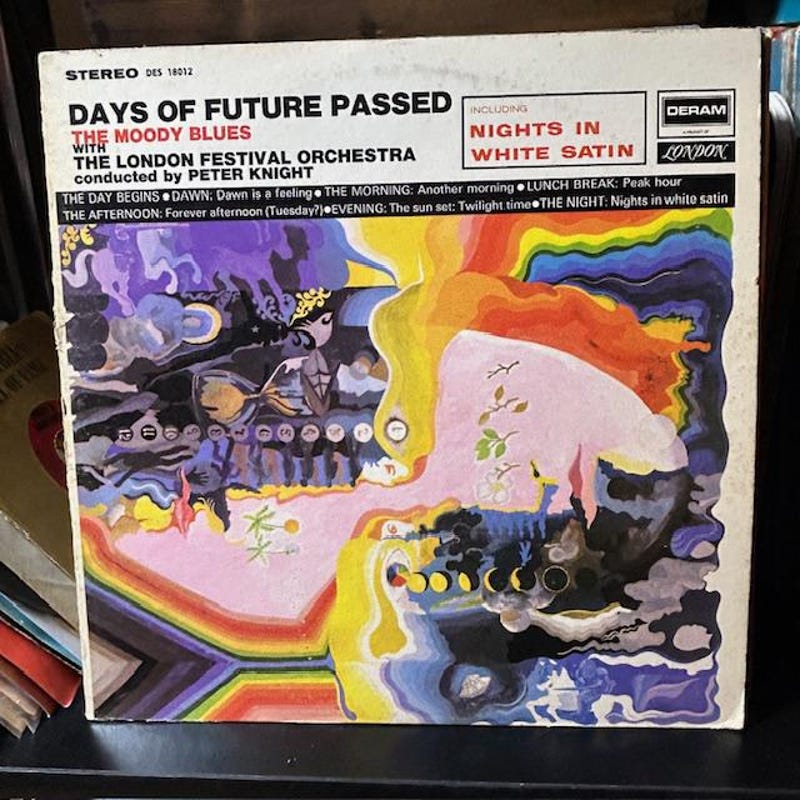 STEREO DES 18012
DAYS OF FUTURE PASSED
THE MOODY BLUES
WITH
THE LONDON FESTIVAL ORCHESTRA
conducted by PETER KNIGHT
INCLUDING
NIGHTS IN
WHITE SATIN
DERAM
A PRODUCT OF
LONDON
THE DAY BEGINS ● DAWN: Dawn is a feeling ● THE MORNING: Another morning ● LUNCH BREAK: Peak hour
THE AFTERNOON: Forever afternoon (Tuesday?) ● EVENING: The sun set: Twilight time ● THE NIGHT: Nights in white satin